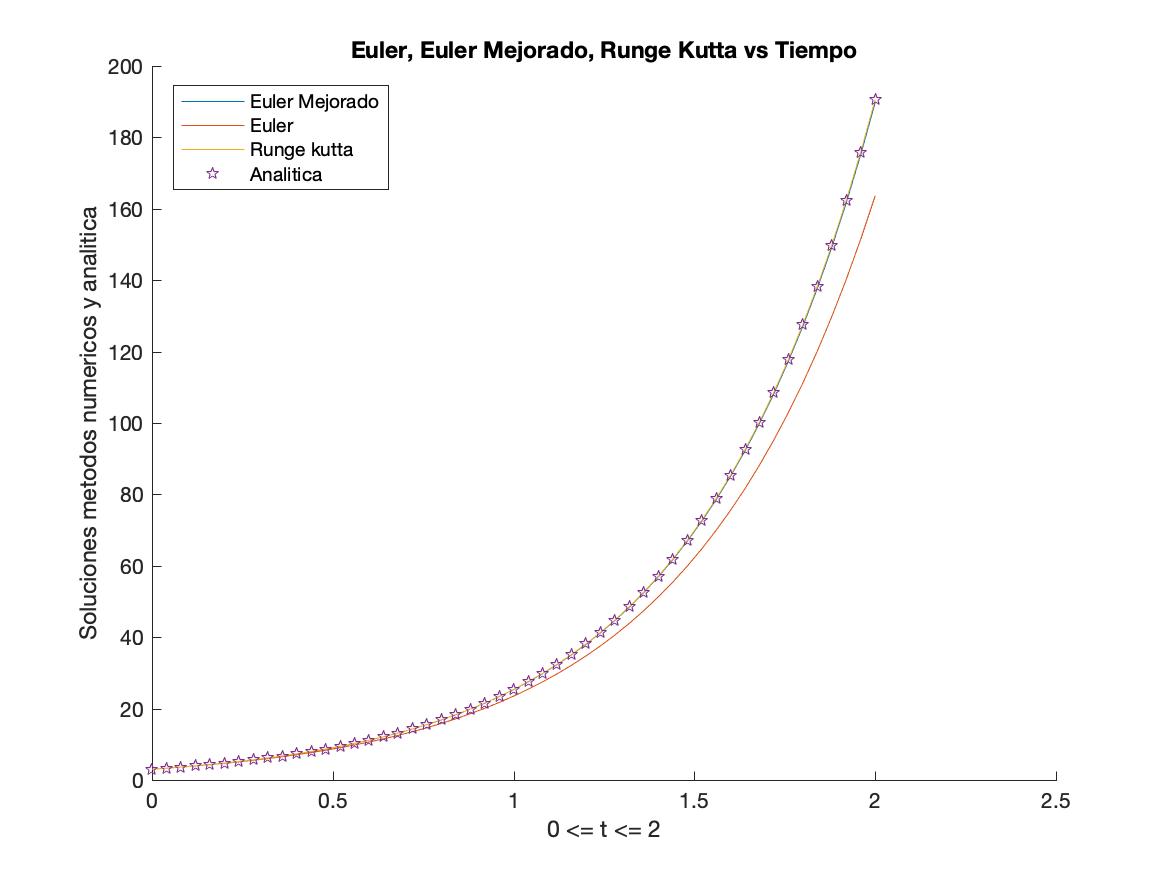 Euler, Euler Mejorado, Runge Kutta vs Tiempo
200
180
160
140
120
100
80
60
40
20
0
Euler Mejorado
Euler
Runge kutta
Analitica
Soluciones metodos numericos y analitica
0
0.5
1
1.5
2
2.5
0 <= t <= 2